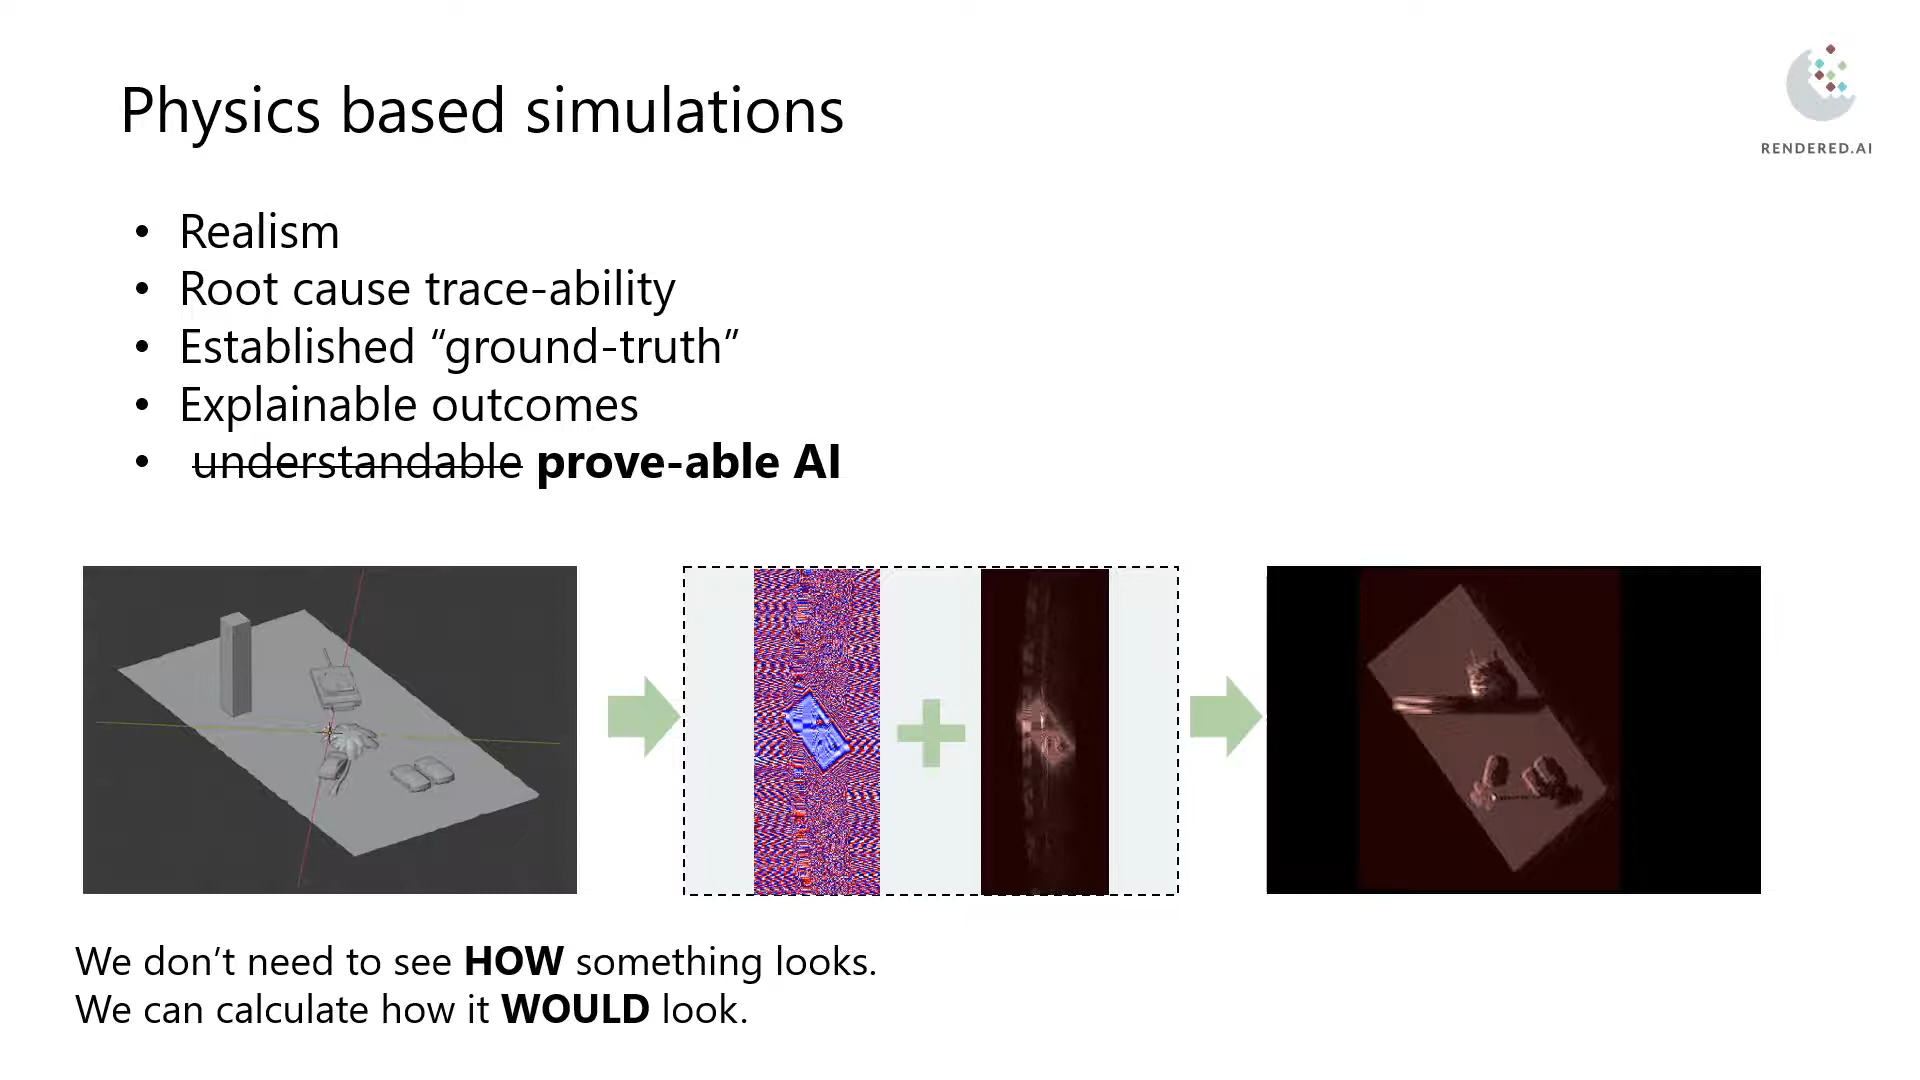 Physics based simulations
RENDERED.AI
• Realism
• Root cause trace-ability
• Established “ground-truth”
• Explainable outcomes
• understandable prove-able AI
We don’t need to see HOW something looks.
We can calculate how it WOULD look.